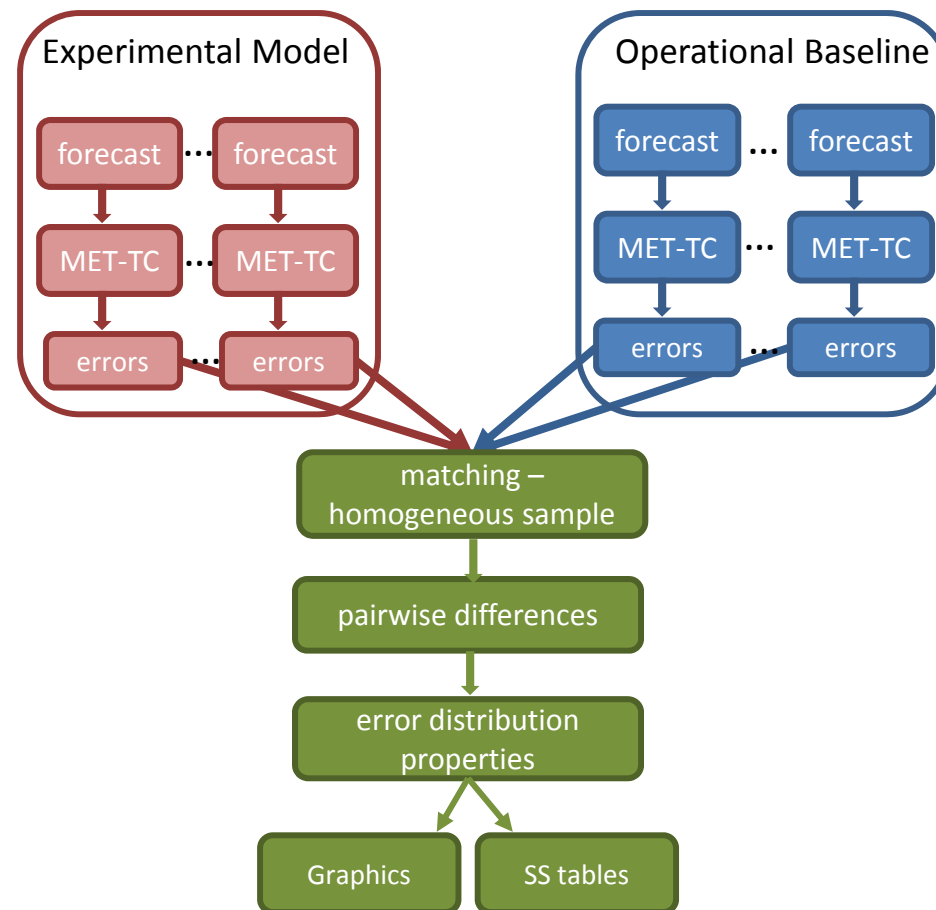 Experimental Model
forecast ... forecast
MET-TC ... MET-TC
errors ... errors
Operational Baseline
forecast ... forecast
MET-TC ... MET-TC
errors ... errors
matching –
homogeneous sample
pairwise differences
error distribution
properties
Graphics
SS tables